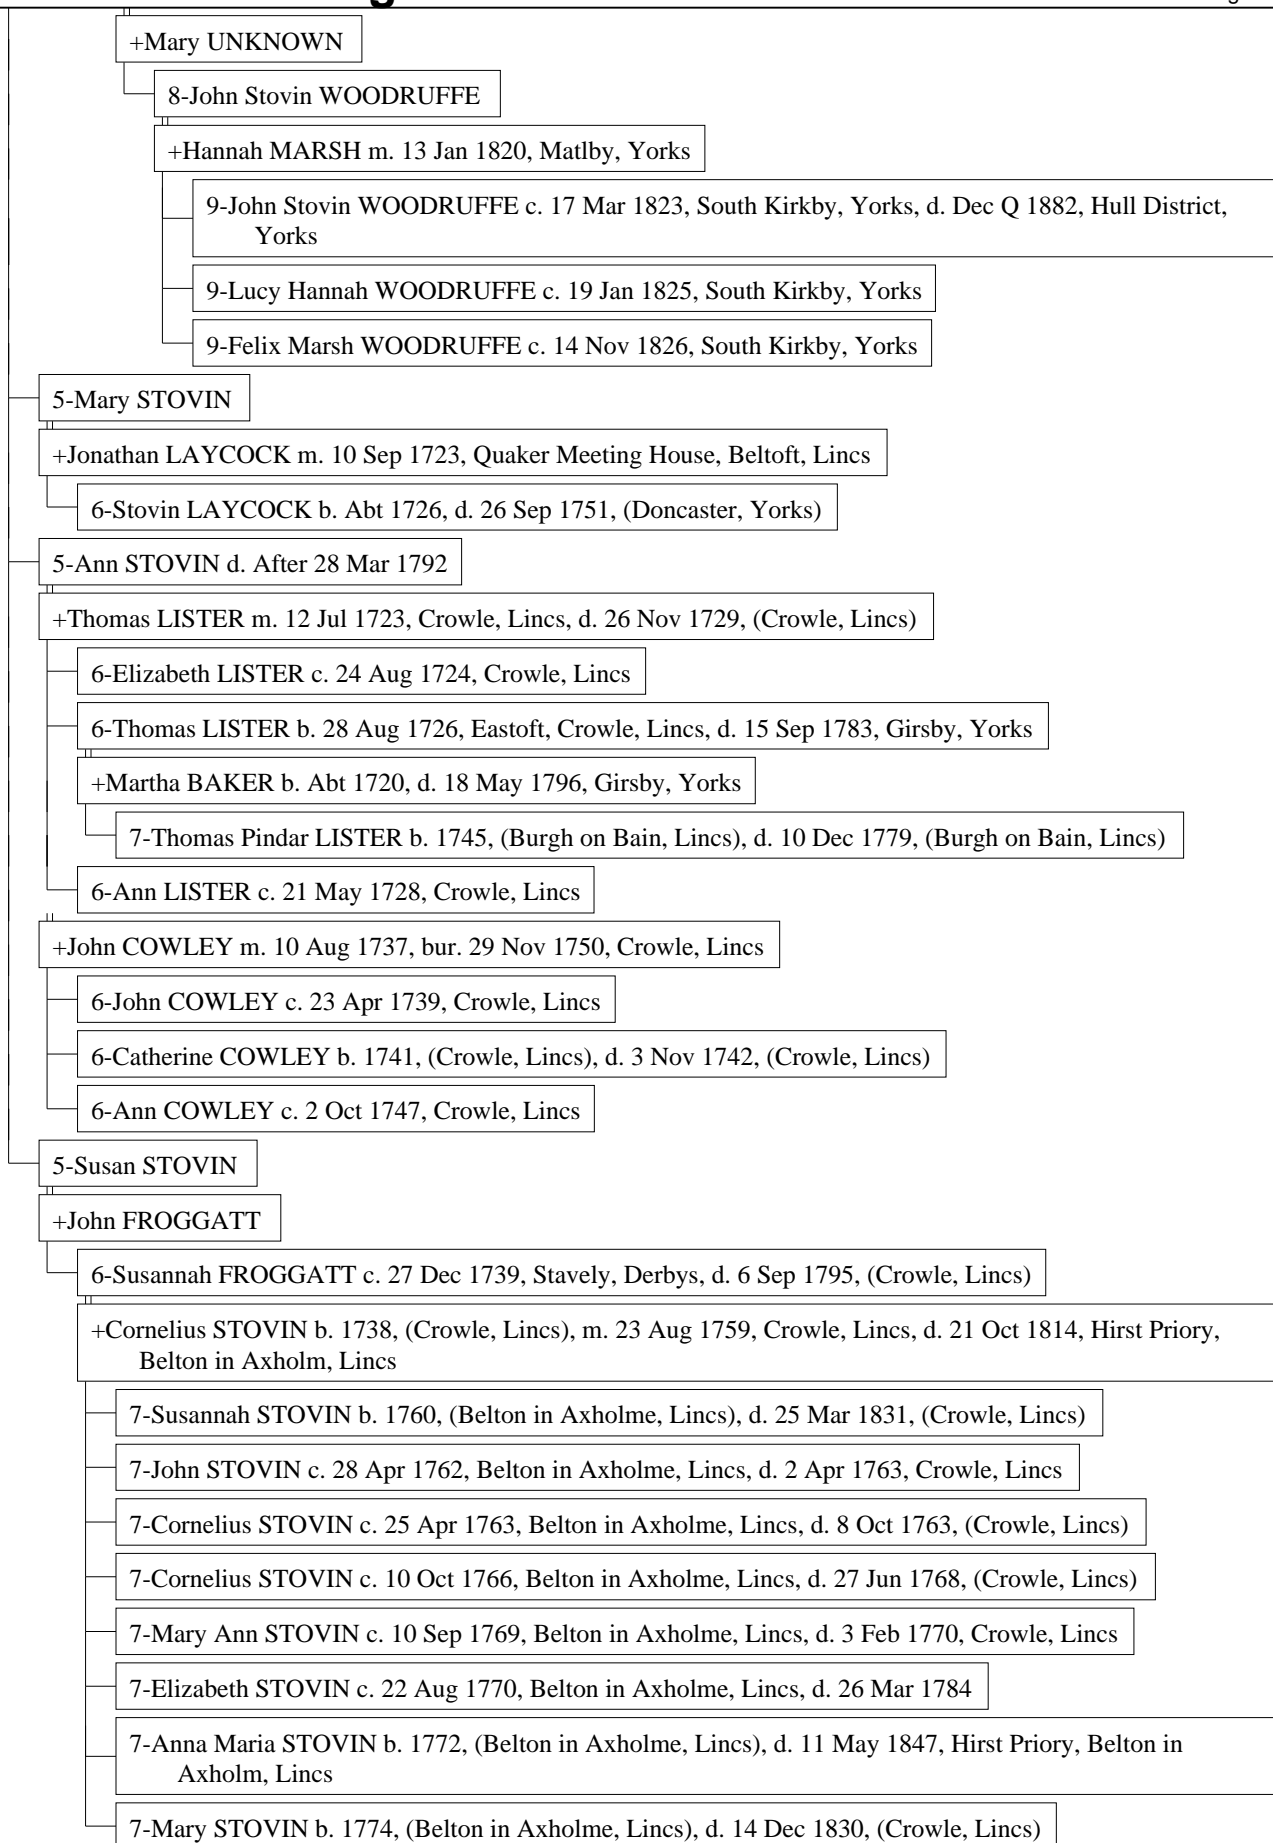 +Mary UNKNOWN
8-John Stovin WOODRUFFE
+Hannah MARSH m. 13 Jan 1820, Matlby, Yorks
9-John Stovin WOODRUFFE c. 17 Mar 1823, South Kirkby, Yorks, d. Dec Q 1882, Hull District,
Yorks
9-Lucy Hannah WOODRUFFE c. 19 Jan 1825, South Kirkby, Yorks
9-Felix Marsh WOODRUFFE c. 14 Nov 1826, South Kirkby, Yorks
5-Mary STOVIN
+Jonathan LAYCOCK m. 10 Sep 1723, Quaker Meeting House, Beltoft, Lincs
6-Stovin LAYCOCK b. Abt 1726, d. 26 Sep 1751, (Doncaster, Yorks)
5-Ann STOVIN d. After 28 Mar 1792
+Thomas LISTER m. 12 Jul 1723, Crowle, Lincs, d. 26 Nov 1729, (Crowle, Lincs)
6-Elizabeth LISTER c. 24 Aug 1724, Crowle, Lincs
6-Thomas LISTER b. 28 Aug 1726, Eastoft, Crowle, Lincs, d. 15 Sep 1783, Girsby, Yorks
+Martha BAKER b. Abt 1720, d. 18 May 1796, Girsby, Yorks
7-Thomas Pindar LISTER b. 1745, (Burgh on Bain, Lincs), d. 10 Dec 1779, (Burgh on Bain, Lincs)
6-Ann LISTER c. 21 May 1728, Crowle, Lincs
+John COWLEY m. 10 Aug 1737, bur. 29 Nov 1750, Crowle, Lincs
6-John COWLEY c. 23 Apr 1739, Crowle, Lincs
6-Catherine COWLEY b. 1741, (Crowle, Lincs), d. 3 Nov 1742, (Crowle, Lincs)
6-Ann COWLEY c. 2 Oct 1747, Crowle, Lincs
5-Susan STOVIN
+John FROGGATT
6-Susannah FROGGATT c. 27 Dec 1739, Stavely, Derbys, d. 6 Sep 1795, (Crowle, Lincs)
+Cornelius STOVIN b. 1738, (Crowle, Lincs), m. 23 Aug 1759, Crowle, Lincs, d. 21 Oct 1814, Hirst Priory,
Belton in Axholm, Lincs
7-Susannah STOVIN b. 1760, (Belton in Axholme, Lincs), d. 25 Mar 1831, (Crowle, Lincs)
7-John STOVIN c. 28 Apr 1762, Belton in Axholme, Lincs, d. 2 Apr 1763, Crowle, Lincs
7-Cornelius STOVIN c. 25 Apr 1763, Belton in Axholme, Lincs, d. 8 Oct 1763, (Crowle, Lincs)
7-Cornelius STOVIN c. 10 Oct 1766, Belton in Axholme, Lincs, d. 27 Jun 1768, (Crowle, Lincs)
7-Mary Ann STOVIN c. 10 Sep 1769, Belton in Axholme, Lincs, d. 3 Feb 1770, Crowle, Lincs
7-Elizabeth STOVIN c. 22 Aug 1770, Belton in Axholme, Lincs, d. 26 Mar 1784
7-Anna Maria STOVIN b. 1772, (Belton in Axholme, Lincs), d. 11 May 1847, Hirst Priory, Belton in
Axholm, Lincs
7-Mary STOVIN b. 1774, (Belton in Axholme, Lincs), d. 14 Dec 1830, (Crowle, Lincs)